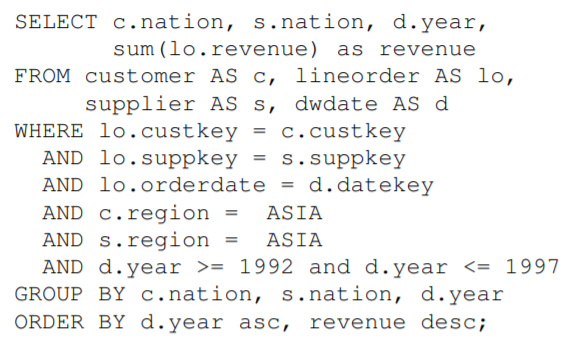 SELECT c.nation, s.nation, d.year,
sum(lo.revenue) as revenue
FROM customer AS c, lineorder AS lo,
supplier AS s, dwdate AS d
WHERE lo.custkey = c.custkey
AND lo.suppkey = s.suppkey
AND lo.orderdate = d.datekey
AND c.region = ASIA
AND s.region = ASIA
AND d.year >= 1992 and d.year <= 1997
GROUP BY c.nation, s.nation, d.year
ORDER BY d.year asc, revenue desc;